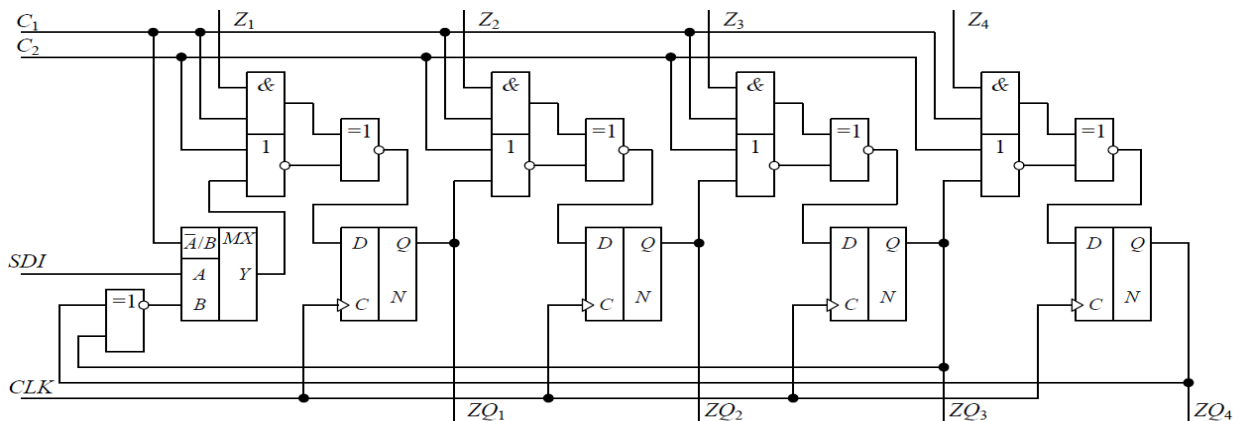 C₁ Z₁ Z₂ Z₃ Z₄
C₂
& & & &
=1 =1 =1 =1
1 1 1 1
A̅/B MX D Q D Q D Q D Q
SDI A Y
=1 B C N C N C N C N
CLK ZQ₁ ZQ₂ ZQ₃ ZQ₄